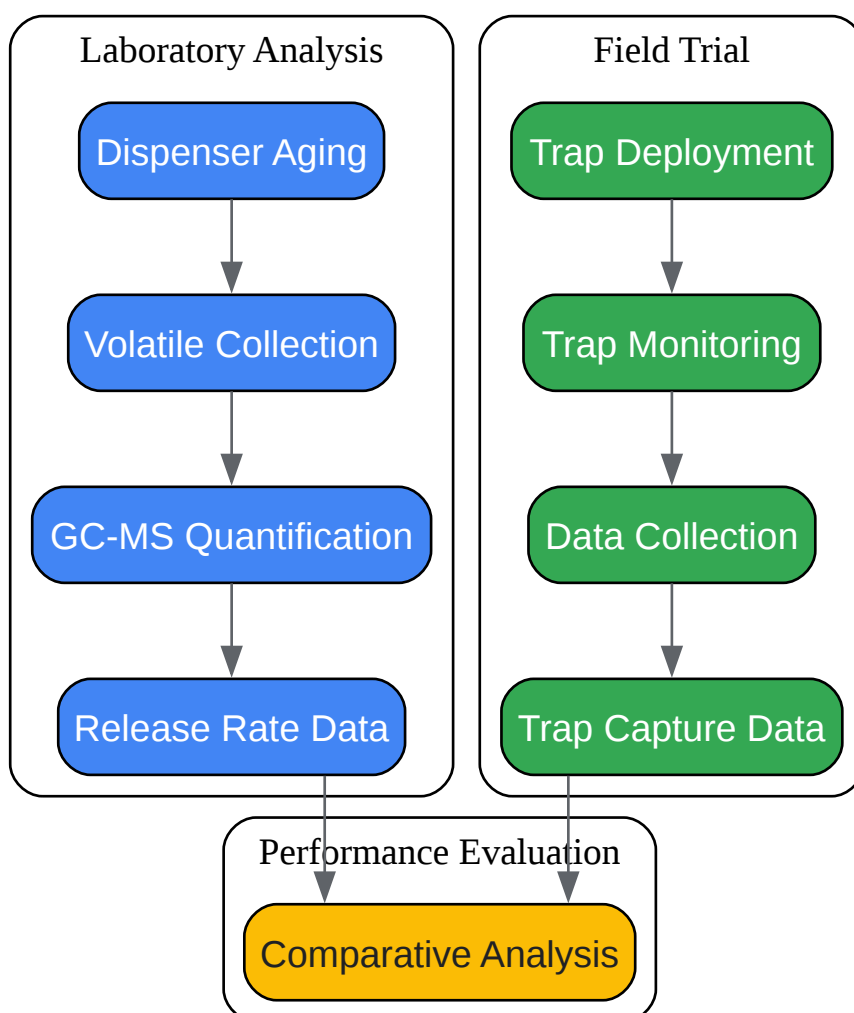 Laboratory Analysis
Dispenser Aging
Volatile Collection
GC-MS Quantification
Release Rate Data
Field Trial
Trap Deployment
Trap Monitoring
Data Collection
Trap Capture Data
Performance Evaluation
Comparative Analysis